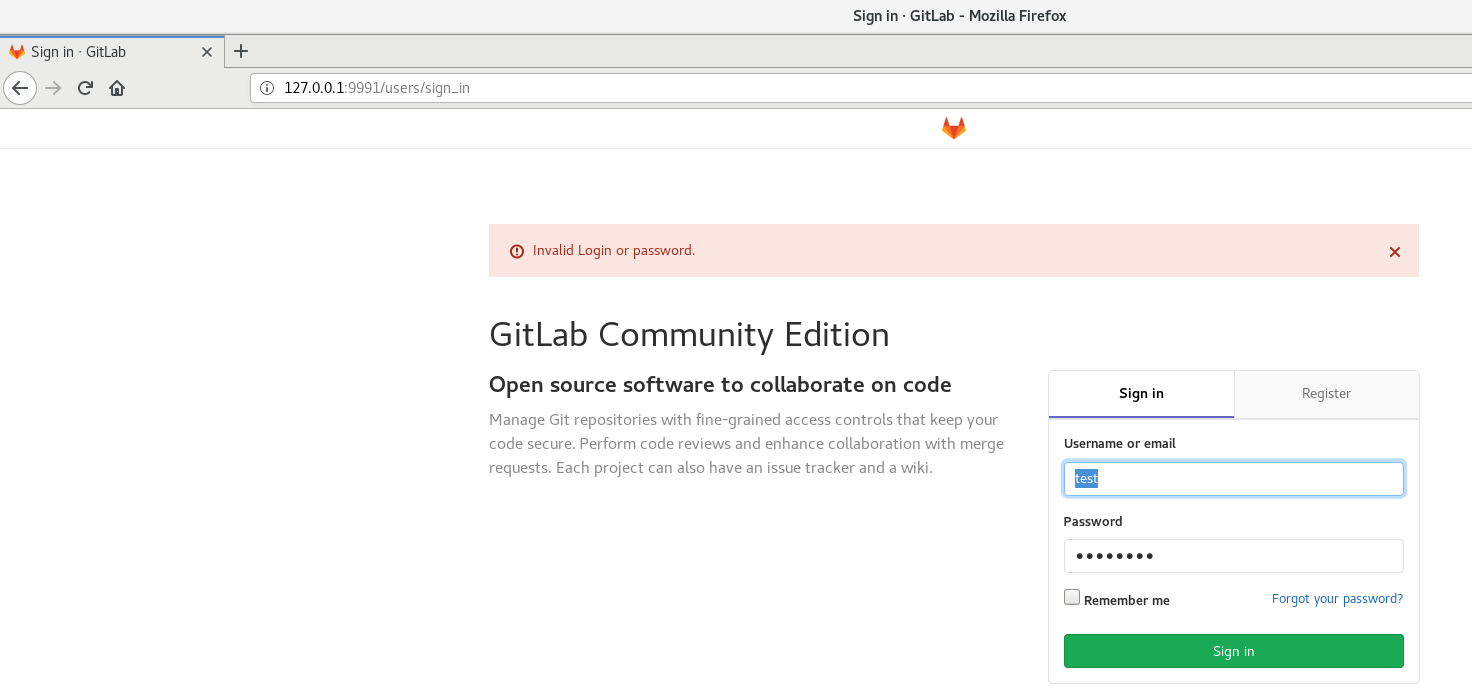 Sign in · GitLab - Mozilla Firefox
Sign in · GitLab
127.0.0.1:9991/users/sign_in
Invalid Login or password.
GitLab Community Edition
Open source software to collaborate on code
Manage Git repositories with fine-grained access controls that keep your
code secure. Perform code reviews and enhance collaboration with merge
requests. Each project can also have an issue tracker and a wiki.
Sign in
Register
Username or email
test
Password
••••••••
Remember me
Forgot your password?
Sign in